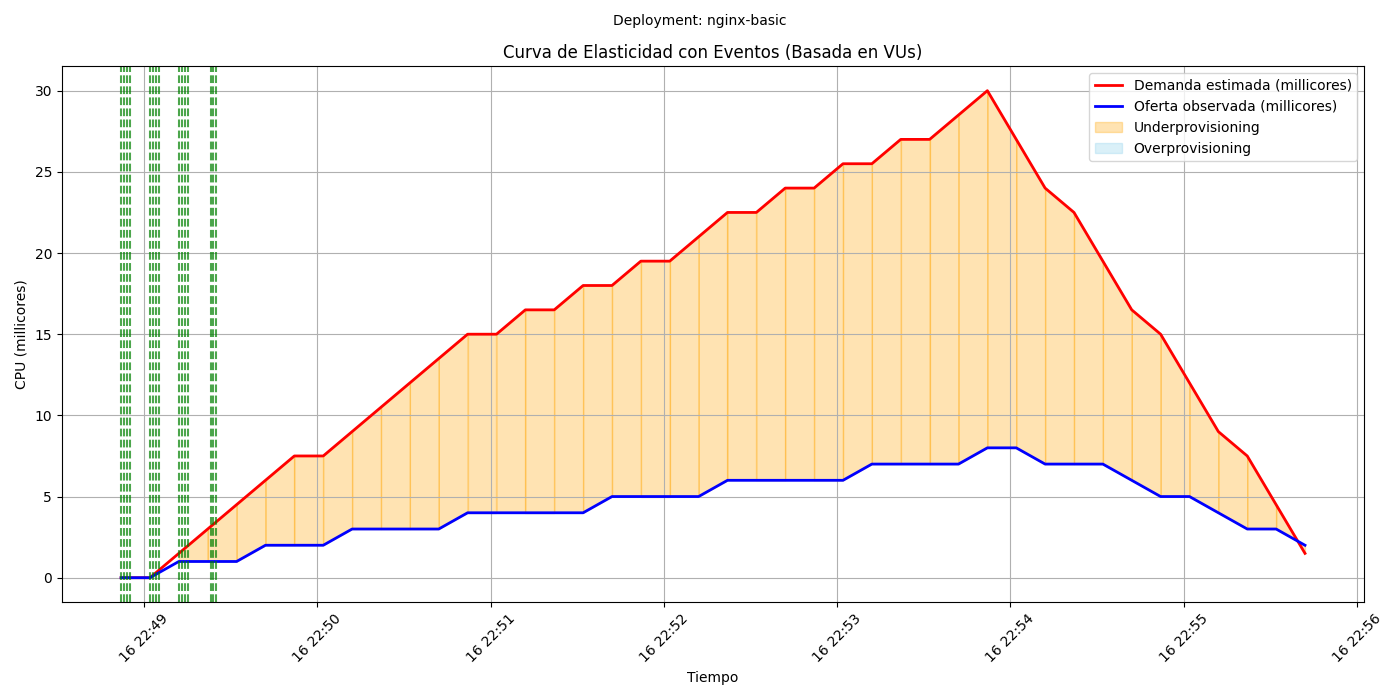 Deployment: nginx-basic
Curva de Elasticidad con Eventos (Basada en VUs)
Demanda estimada (millicores)
Oferta observada (millicores)
Underprovisioning
Overprovisioning
CPU (millicores)
30
25
20
15
10
5
0
16 22:49
16 22:50
16 22:51
16 22:52
16 22:53
16 22:54
16 22:55
16 22:56
Tiempo